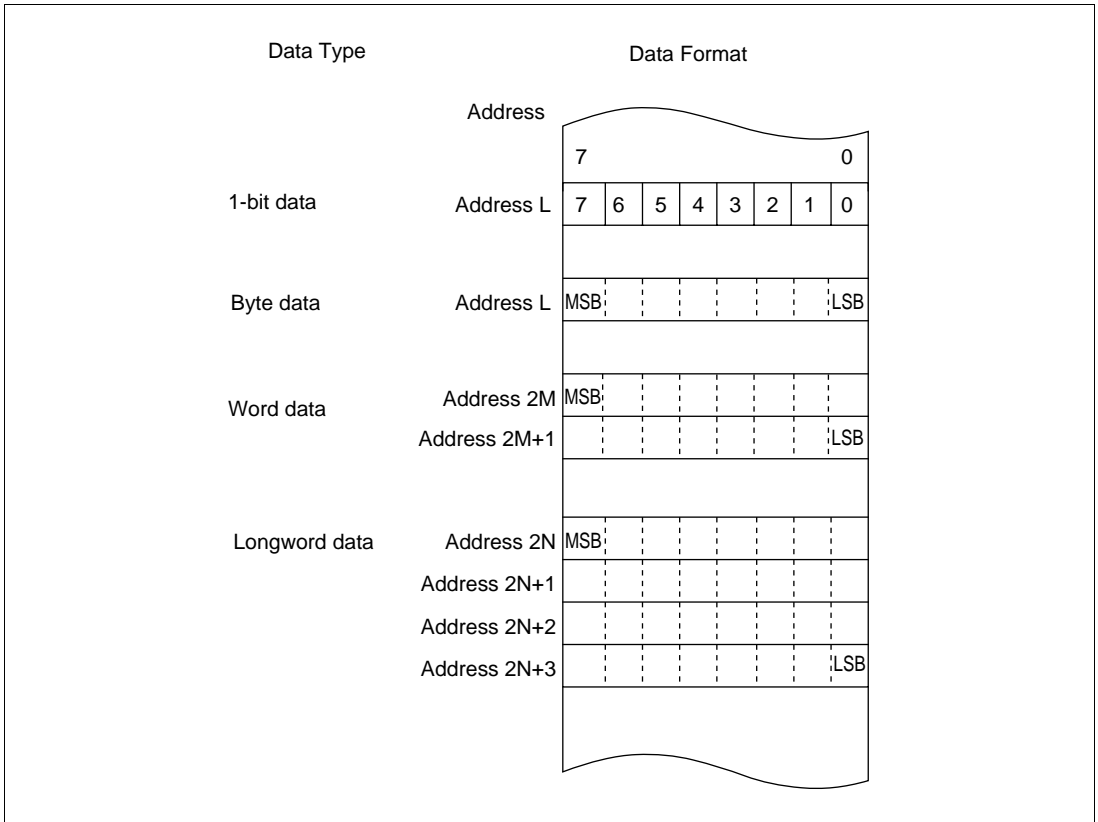 Data Type Data Format
Address
7 0
1-bit data Address L 7 6 5 4 3 2 1 0
Byte data Address L MSB LSB
Word data Address 2M MSB
Address 2M+1 LSB
Longword data Address 2N MSB
Address 2N+1
Address 2N+2
Address 2N+3 LSB